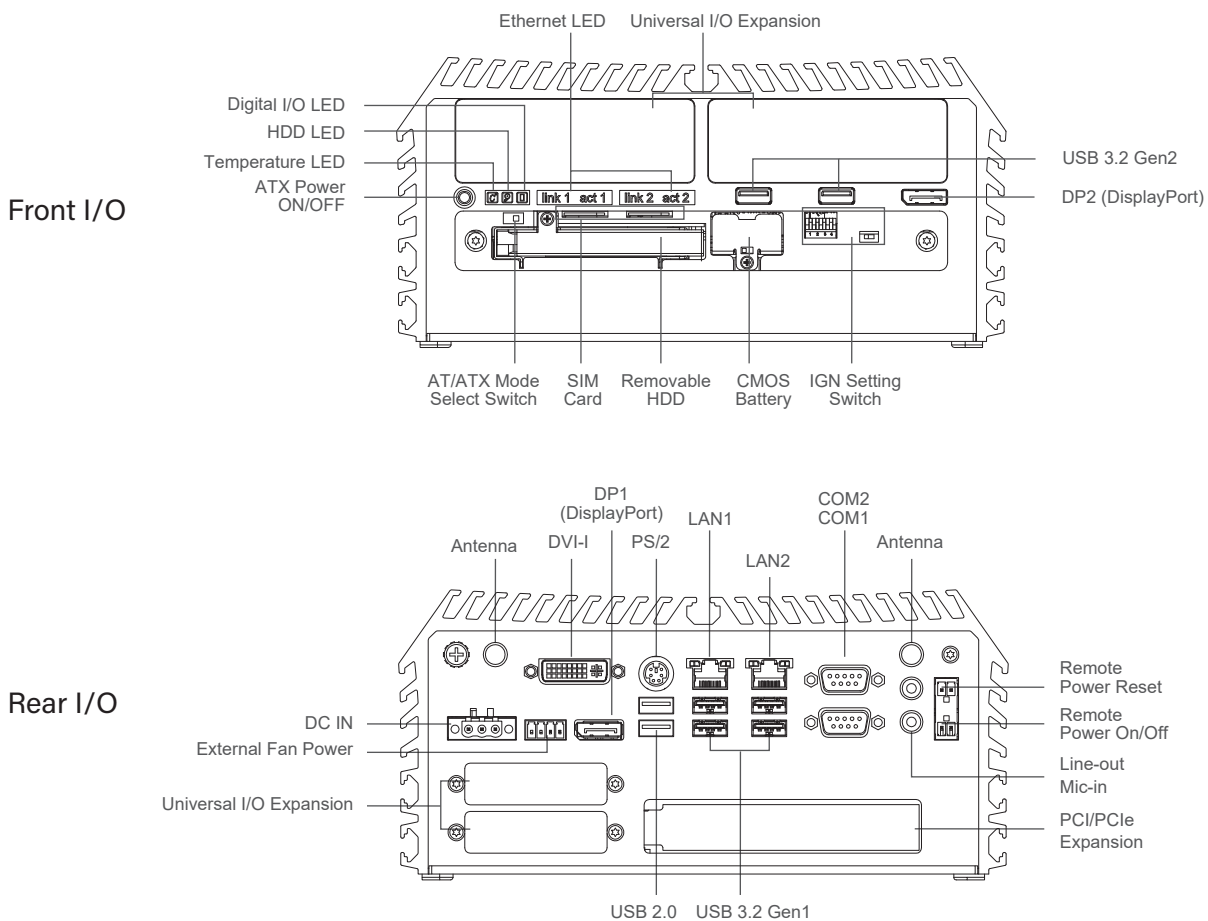 Ethernet LED
Universal I/O Expansion
Digital I/O LED
HDD LED
Temperature LED
ATX Power
ON/OFF
USB 3.2 Gen2
DP2 (DisplayPort)
Front I/O
link 1 act 1
link 2 act 2
1 2 3 4
AT/ATX Mode
Select Switch
SIM
Card
Removable
HDD
CMOS
Battery
IGN Setting
Switch
DP1
(DisplayPort)
Antenna
DVI-I
PS/2
LAN1
LAN2
COM2
COM1
Antenna
Rear I/O
DC IN
External Fan Power
Universal I/O Expansion
Remote
Power Reset
Remote
Power On/Off
Line-out
Mic-in
PCI/PCIe
Expansion
USB 2.0
USB 3.2 Gen1